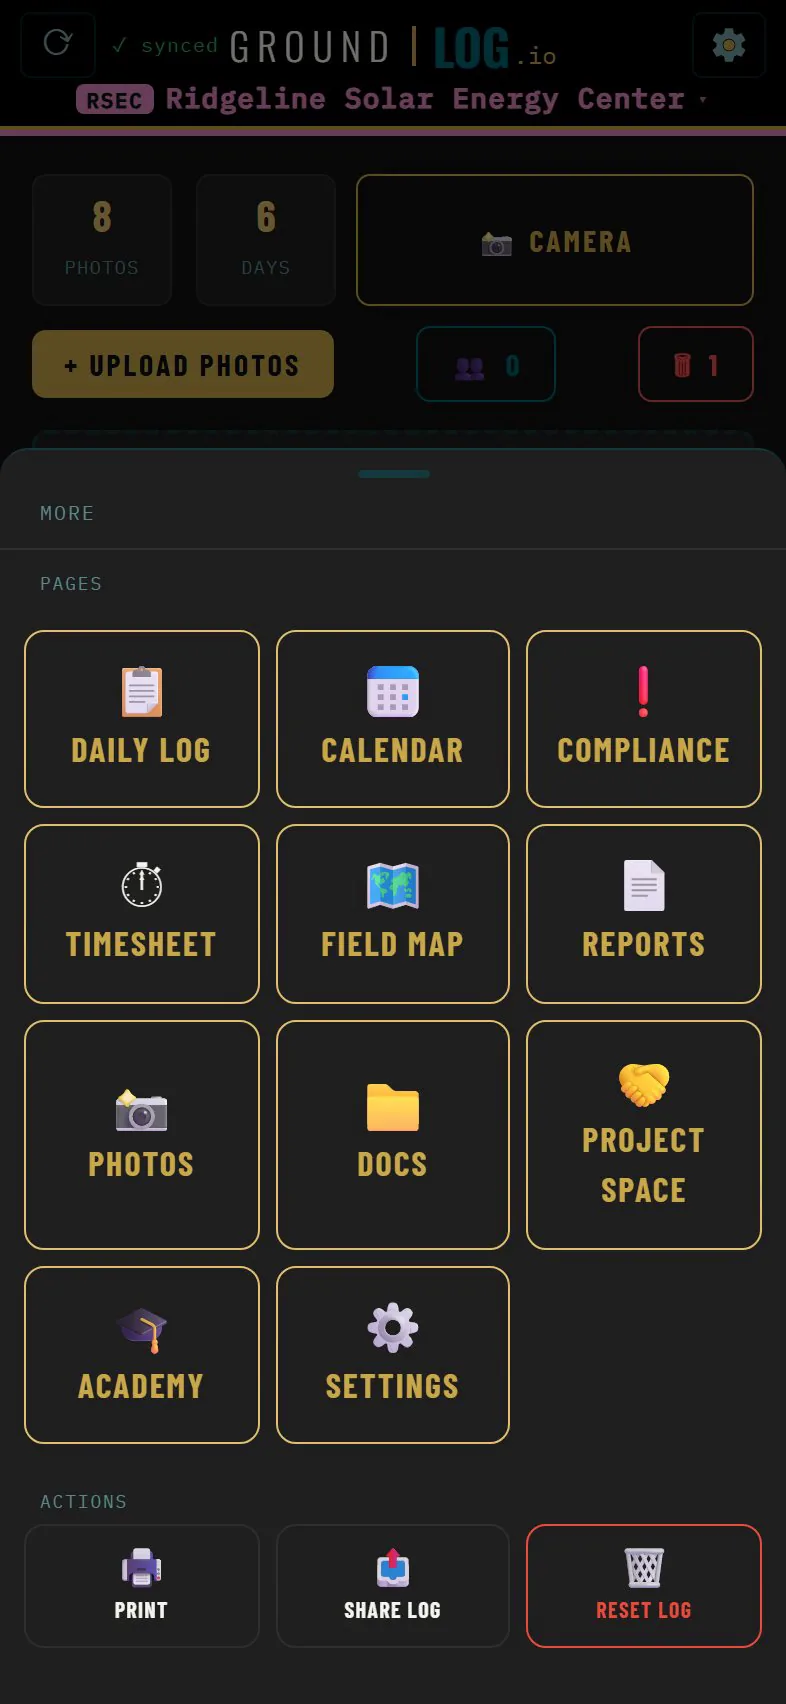 ✓ synced GROUND | LOG.io
RSEC Ridgeline Solar Energy Center ▾
8
PHOTOS
6
DAYS
CAMERA
+ UPLOAD PHOTOS
0
1
MORE
PAGES
DAILY LOG
CALENDAR
COMPLIANCE
TIMESHEET
FIELD MAP
REPORTS
PHOTOS
DOCS
PROJECT
SPACE
ACADEMY
SETTINGS
ACTIONS
PRINT
SHARE LOG
RESET LOG